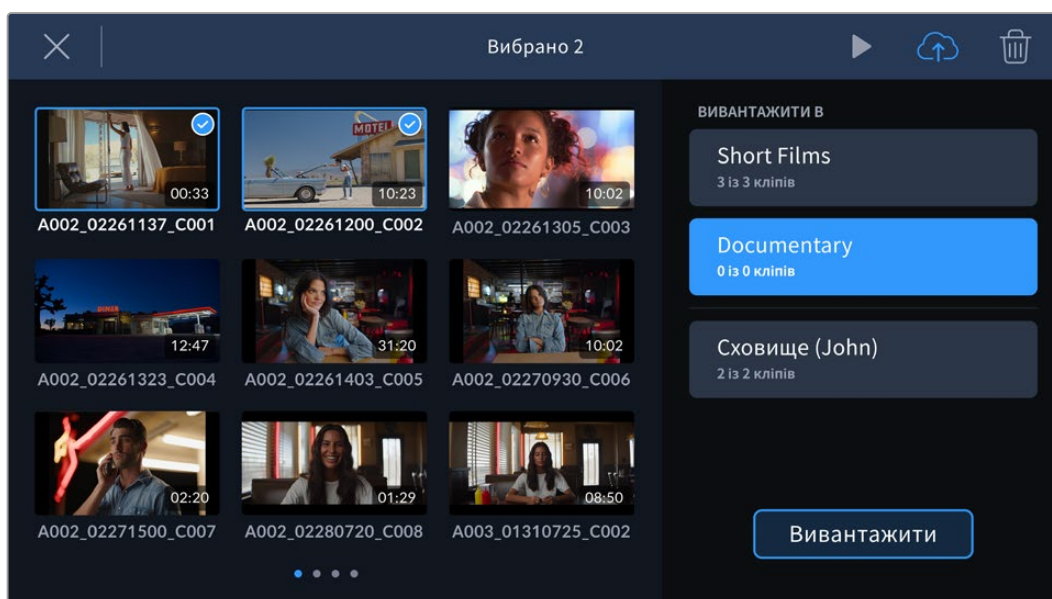 Вибрано 2
MOTEL
00:33
10:23
10:02
A002_02261137_C001
A002_02261200_C002
A002_02261305_C003
DINER
12:47
31:20
10:02
A002_02261323_C004
A002_02261403_C005
A002_02270930_C006
02:20
01:29
08:50
A002_02271500_C007
A002_02280720_C008
A003_01310725_C002
ВИВАНТАЖИТИ В
Short Films
3 із 3 кліпів
Documentary
0 із 0 кліпів
Сховище (John)
2 із 2 кліпів
Вивантажити